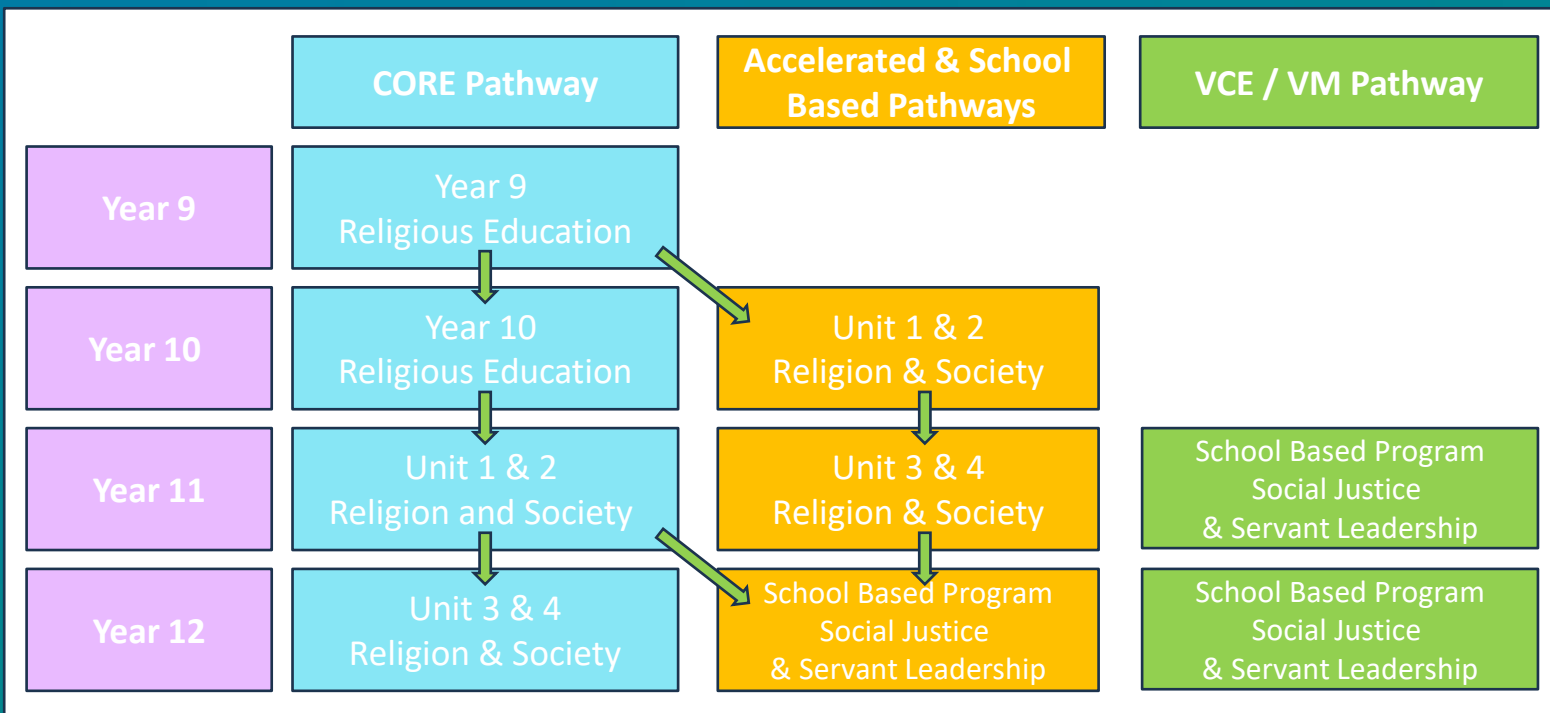 CORE Pathway
Accelerated & School
Based Pathways
VCE / VM Pathway
Year 9
Year 9
Religious Education
Year 10
Year 10
Religious Education
Unit 1 & 2
Religion & Society
Year 11
Unit 1 & 2
Religion and Society
Unit 3 & 4
Religion & Society
School Based Program
Social Justice
& Servant Leadership
Year 12
Unit 3 & 4
Religion & Society
School Based Program
Social Justice
& Servant Leadership
School Based Program
Social Justice
& Servant Leadership